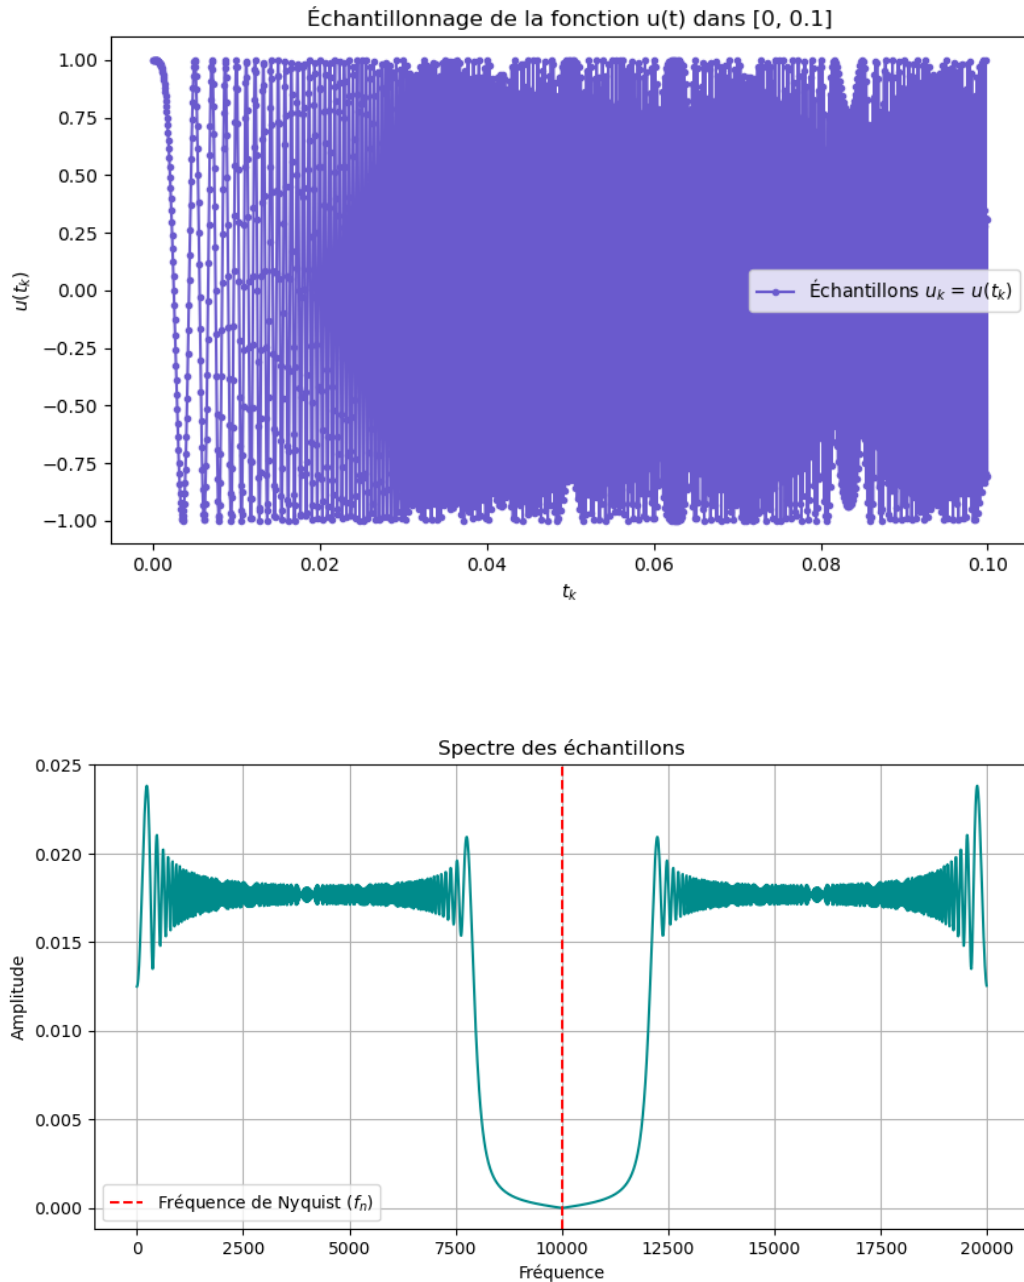 Échantillonnage de la fonction u(t) dans [0, 0.1]
1.00
0.75
0.50
0.25
0.00
−0.25
−0.50
−0.75
−1.00
u(t_k)
Échantillons u_k = u(t_k)
0.00 0.02 0.04 0.06 0.08 0.10
t_k
Spectre des échantillons
0.025
0.020
0.015
0.010
0.005
0.000
Amplitude
Fréquence de Nyquist (f_n)
0 2500 5000 7500 10000 12500 15000 17500 20000
Fréquence